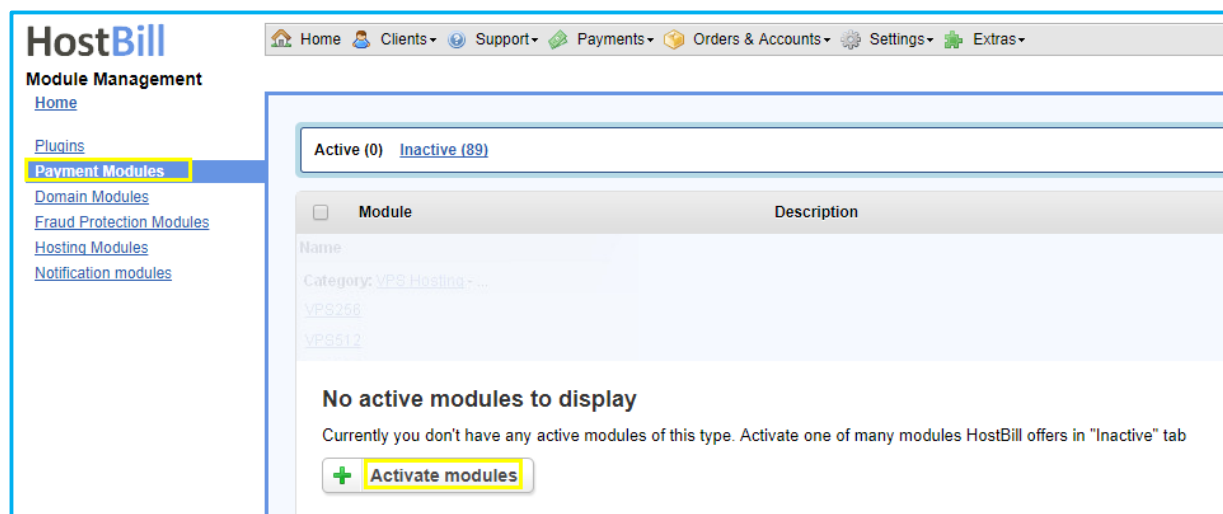 HostBill
Home Clients Support Payments Orders & Accounts Settings Extras
Module Management
Home
Plugins
Payment Modules
Domain Modules
Fraud Protection Modules
Hosting Modules
Notification modules
Active (0) Inactive (89)
Module Description
Name
Category: VPS Hosting - ...
VPS256
VPS512
No active modules to display
Currently you don't have any active modules of this type. Activate one of many modules HostBill offers in "Inactive" tab
Activate modules